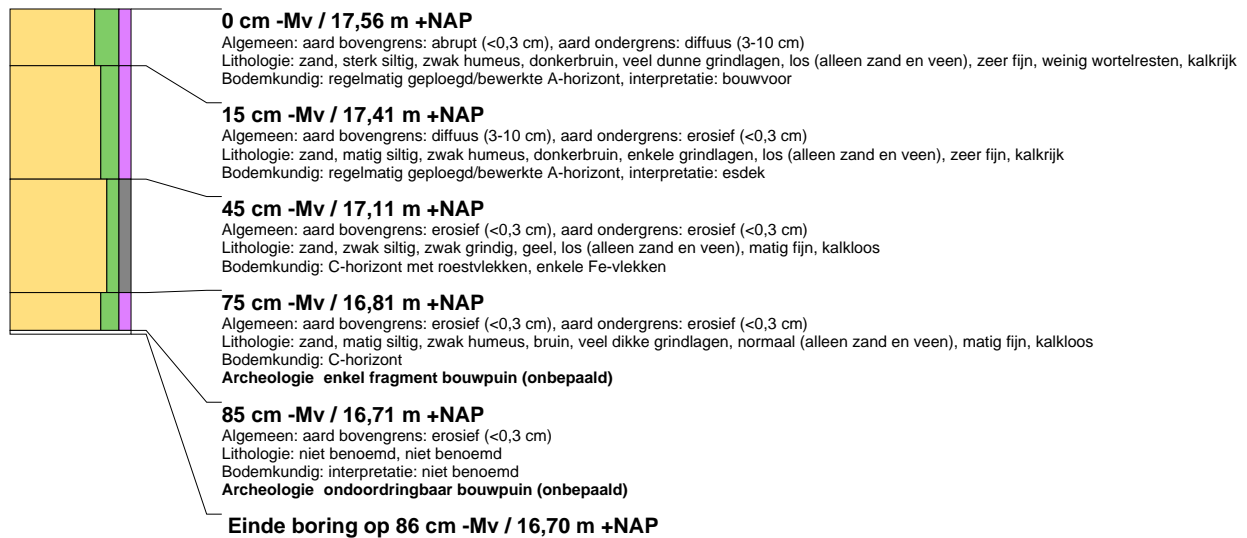 0 cm -Mv / 17,56 m +NAP
Algemeen: aard bovengrens: abrupt (<0,3 cm), aard ondergrens: diffuus (3-10 cm)
Lithologie: zand, sterk siltig, zwak humeus, donkerbruin, veel dunne grindlagen, los (alleen zand en veen), zeer fijn, weinig wortelresten, kalkrijk
Bodemkundig: regelmatig geploegd/bewerkte A-horizont, interpretatie: bouwvoor
15 cm -Mv / 17,41 m +NAP
Algemeen: aard bovengrens: diffuus (3-10 cm), aard ondergrens: erosief (<0,3 cm)
Lithologie: zand, matig siltig, zwak humeus, donkerbruin, enkele grindlagen, los (alleen zand en veen), zeer fijn, kalkrijk
Bodemkundig: regelmatig geploegd/bewerkte A-horizont, interpretatie: esdek
45 cm -Mv / 17,11 m +NAP
Algemeen: aard bovengrens: erosief (<0,3 cm), aard ondergrens: erosief (<0,3 cm)
Lithologie: zand, zwak siltig, zwak grindig, geel, los (alleen zand en veen), matig fijn, kalkloos
Bodemkundig: C-horizont met roestvlekken, enkele Fe-vlekken
75 cm -Mv / 16,81 m +NAP
Algemeen: aard bovengrens: erosief (<0,3 cm), aard ondergrens: erosief (<0,3 cm)
Lithologie: zand, matig siltig, zwak humeus, bruin, veel dikke grindlagen, normaal (alleen zand en veen), matig fijn, kalkloos
Bodemkundig: C-horizont
Archeologie enkel fragment bouwpuin (onbepaald)
85 cm -Mv / 16,71 m +NAP
Algemeen: aard bovengrens: erosief (<0,3 cm)
Lithologie: niet benoemd, niet benoemd
Bodemkundig: interpretatie: niet benoemd
Archeologie ondoordringbaar bouwpuin (onbepaald)
Einde boring op 86 cm -Mv / 16,70 m +NAP